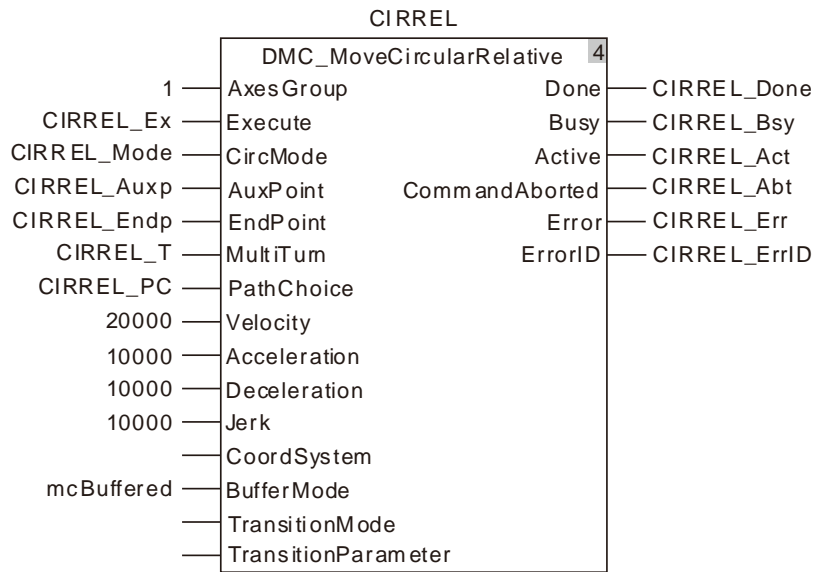 CIRREL
DMC_MoveCircularRelative 4
1 AxesGroup Done CIRREL_Done
CIRREL_Ex Execute Busy CIRREL_Bsy
CIRREL_Mode CircMode Active CIRREL_Act
CIRREL_Auxp AuxPoint CommandAborted CIRREL_Abt
CIRREL_Endp EndPoint Error CIRREL_Err
CIRREL_T MultiTurn ErrorID CIRREL_ErrID
CIRREL_PC PathChoice
20000 Velocity
10000 Acceleration
10000 Deceleration
10000 Jerk
CoordSystem
mcBuffered BufferMode
TransitionMode
TransitionParameter